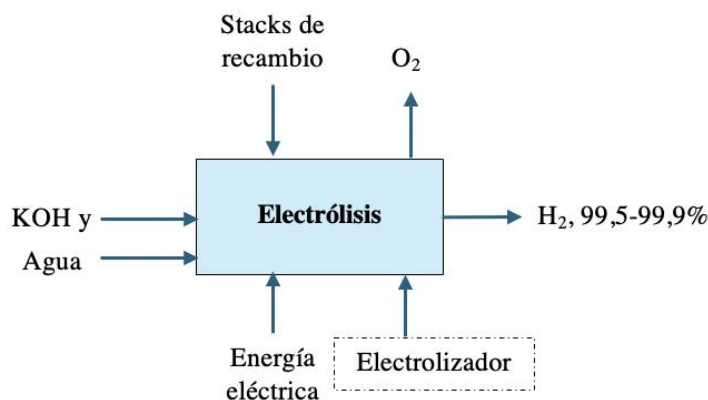 Stacks de
recambio
O₂
KOH y
Agua
Electrólisis
H₂, 99,5-99,9%
Energía
eléctrica
Electrolizador